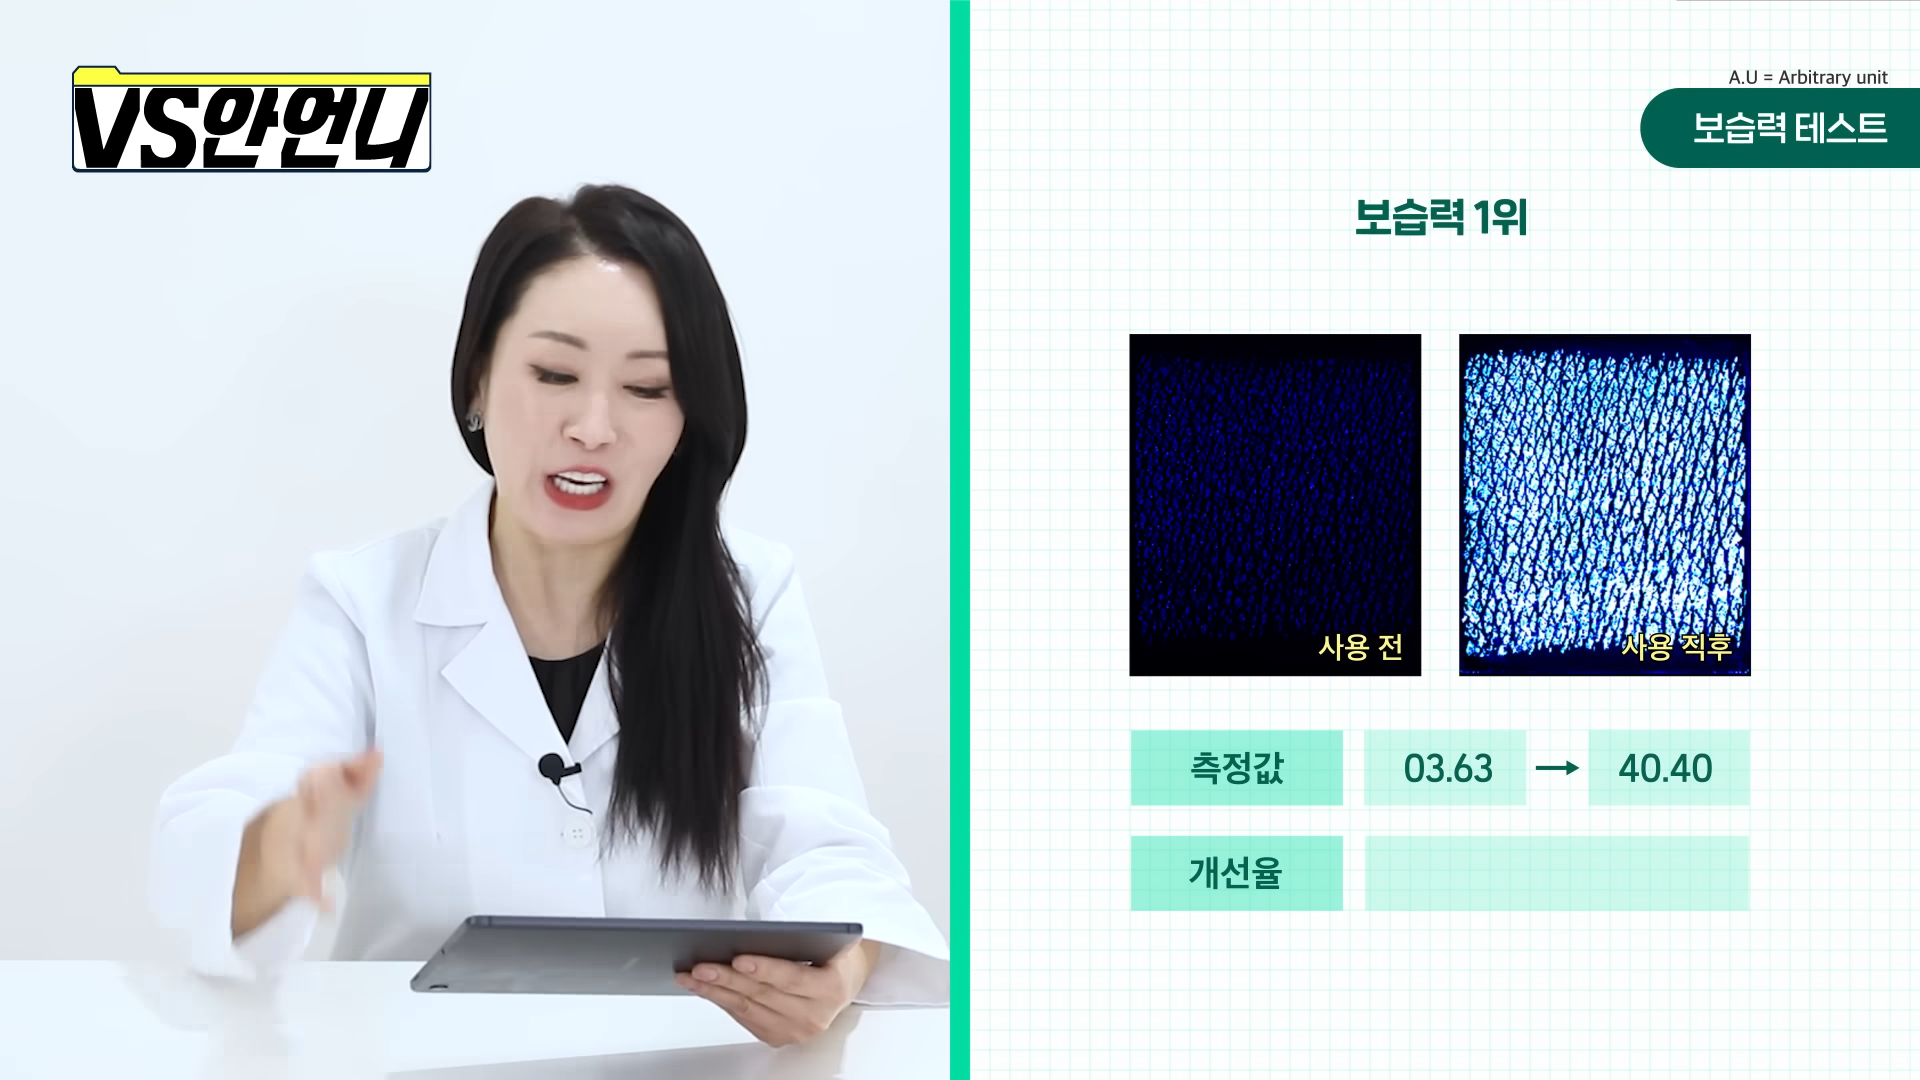 VS안언니
A.U = Arbitrary unit
보습력 테스트
보습력 1위
사용 전
사용 직후
측정값 03.63 → 40.40
개선율